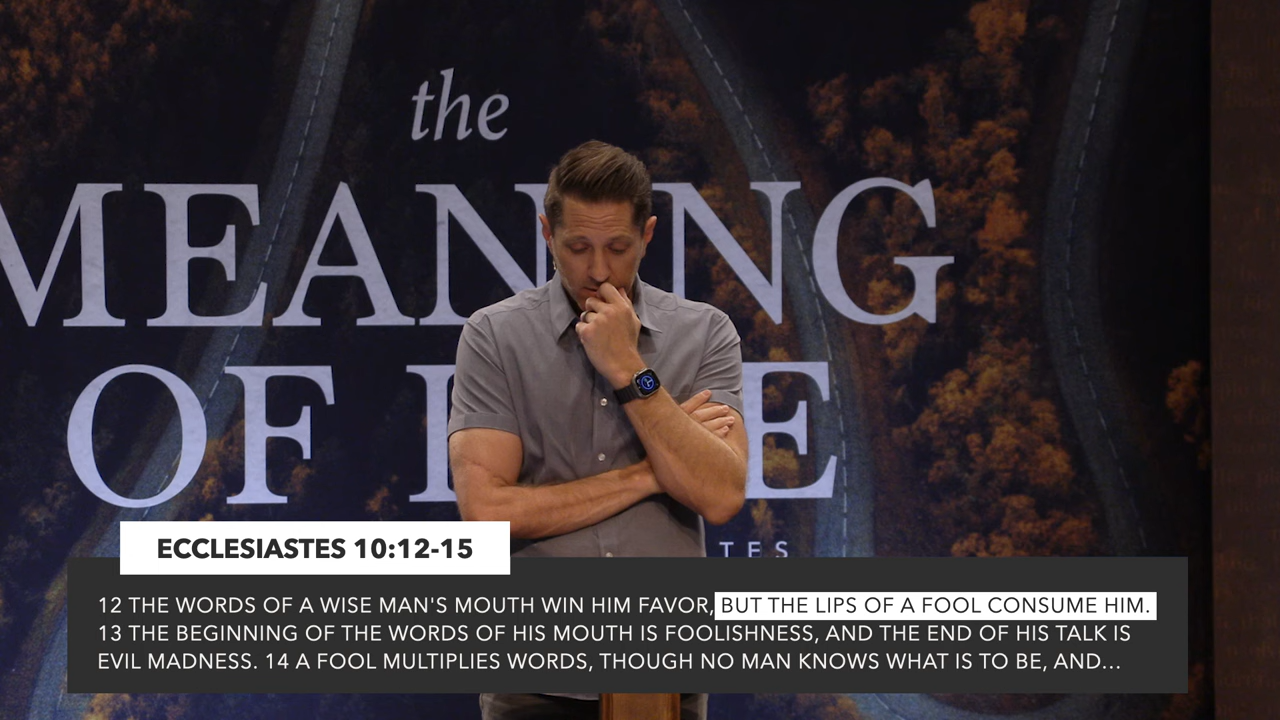 the
MEANING
OF L E
TES
ECCLESIASTES 10:12-15
12 THE WORDS OF A WISE MAN'S MOUTH WIN HIM FAVOR, BUT THE LIPS OF A FOOL CONSUME HIM.
13 THE BEGINNING OF THE WORDS OF HIS MOUTH IS FOOLISHNESS, AND THE END OF HIS TALK IS
EVIL MADNESS. 14 A FOOL MULTIPLIES WORDS, THOUGH NO MAN KNOWS WHAT IS TO BE, AND...